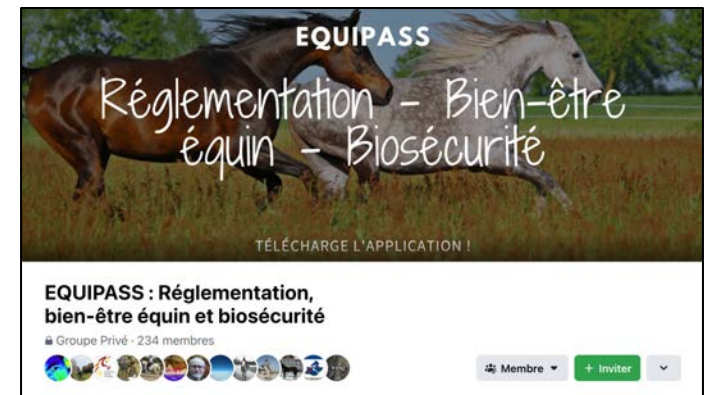 EQUIPASS
Réglementation - Bien-être
équin - Biosécurité
TÉLÉCHARGE L'APPLICATION !
EQUIPASS : Réglementation,
bien-être équin et biosécurité
Groupe Privé · 234 membres
Membre
+ Inviter